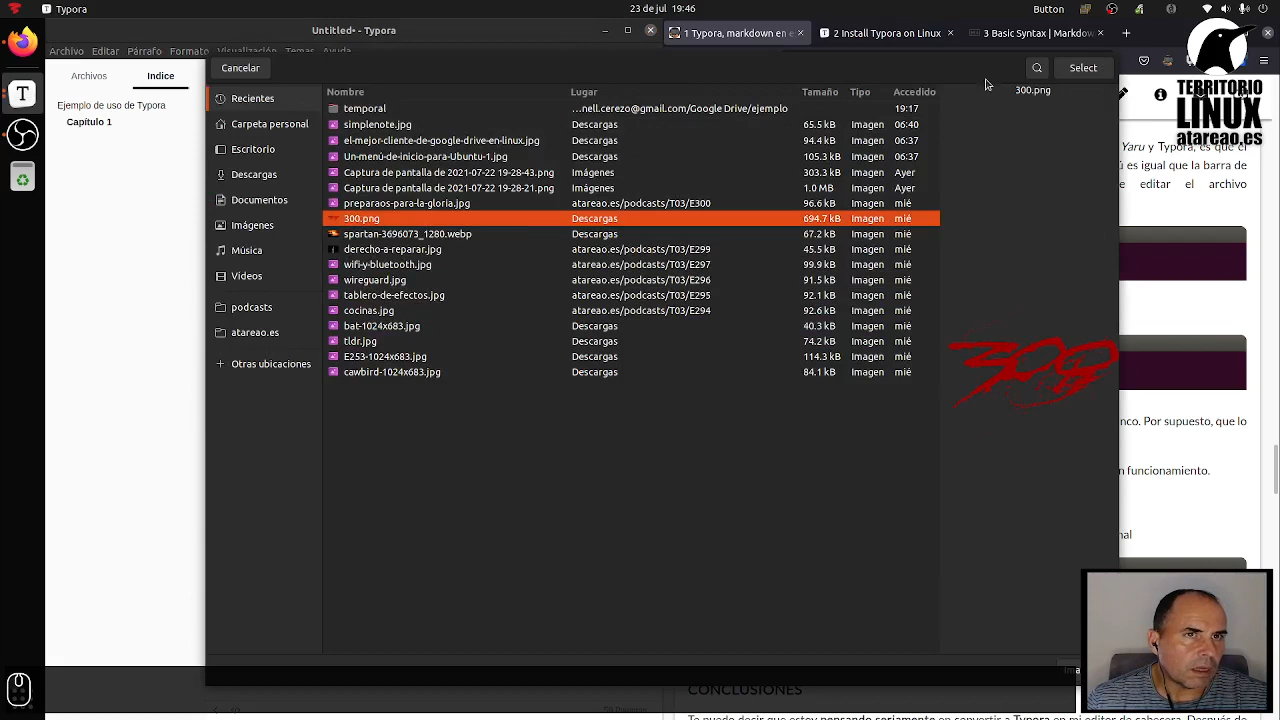 Typora
23 de jul 19:46
Button
Untitled• - Typora
1 Typora, el known en e
2 Install Typora on Linux
3 Basic Syntax | Markdow
Archivo Editar Párrafo Formato Visualización Temas Ayuda
Cancelar
Select
TERRITORIO
LINUX
atareao.es
Archivos Indice
Ejemplo de uso de Typora
Capítulo 1
Recientes
Carpeta personal
Escritorio
Descargas
Documentos
Imágenes
Música
Vídeos
podcasts
atareao.es
Otras ubicaciones
Nombre Lugar Tamaño Tipo Accedido
temporal …nell.cerezo@gmail.com/Google Drive/ejemplo 19:17
simplenote.jpg Descargas 55.5 kB Imagen 06:40
el-mejor-cliente-de-google-drive-en-linux.jpg Descargas 94.4 kB Imagen 06:37
Un-menú-de-inicio-para-Ubuntu-1.jpg Descargas 105.3 kB Imagen 06:37
Captura de pantalla de 2021-07-22 19-28-43.png Imágenes 303.3 kB Imagen Ayer
Captura de pantalla de 2021-07-22 19-28-21.png Imágenes 1.0 MB Imagen Ayer
preparaos-para-la-gloria.jpg atareao.es/podcasts/T03/E300 96.6 kB Imagen mié
300.png Descargas 694.7 kB Imagen mié
spartan-3696073_1280.webp Descargas 67.2 kB Imagen mié
derecho-a-reparar.jpg atareao.es/podcasts/T03/E299 45.5 kB Imagen mié
wifi-y-bluetooth.jpg atareao.es/podcasts/T03/E297 99.9 kB Imagen mié
wireguard.jpg atareao.es/podcasts/T03/E296 91.5 kB Imagen mié
tablero-de-efectos.jpg atareao.es/podcasts/T03/E295 92.1 kB Imagen mié
cocinas.jpg atareao.es/podcasts/T03/E294 92.6 kB Imagen mié
bat-1024x683.jpg Descargas 40.3 kB Imagen mié
tldr.jpg Descargas 74.2 kB Imagen mié
E253-1024x683.jpg Descargas 114.3 kB Imagen mié
cawbird-1024x683.jpg Descargas 84.1 kB Imagen mié
300.png
300
Yaru y Typora, es que el
ú es igual que la barra de
e editar el archivo
nco. Por supuesto, que lo
n funcionamiento.
nal
CONCLUSIONES